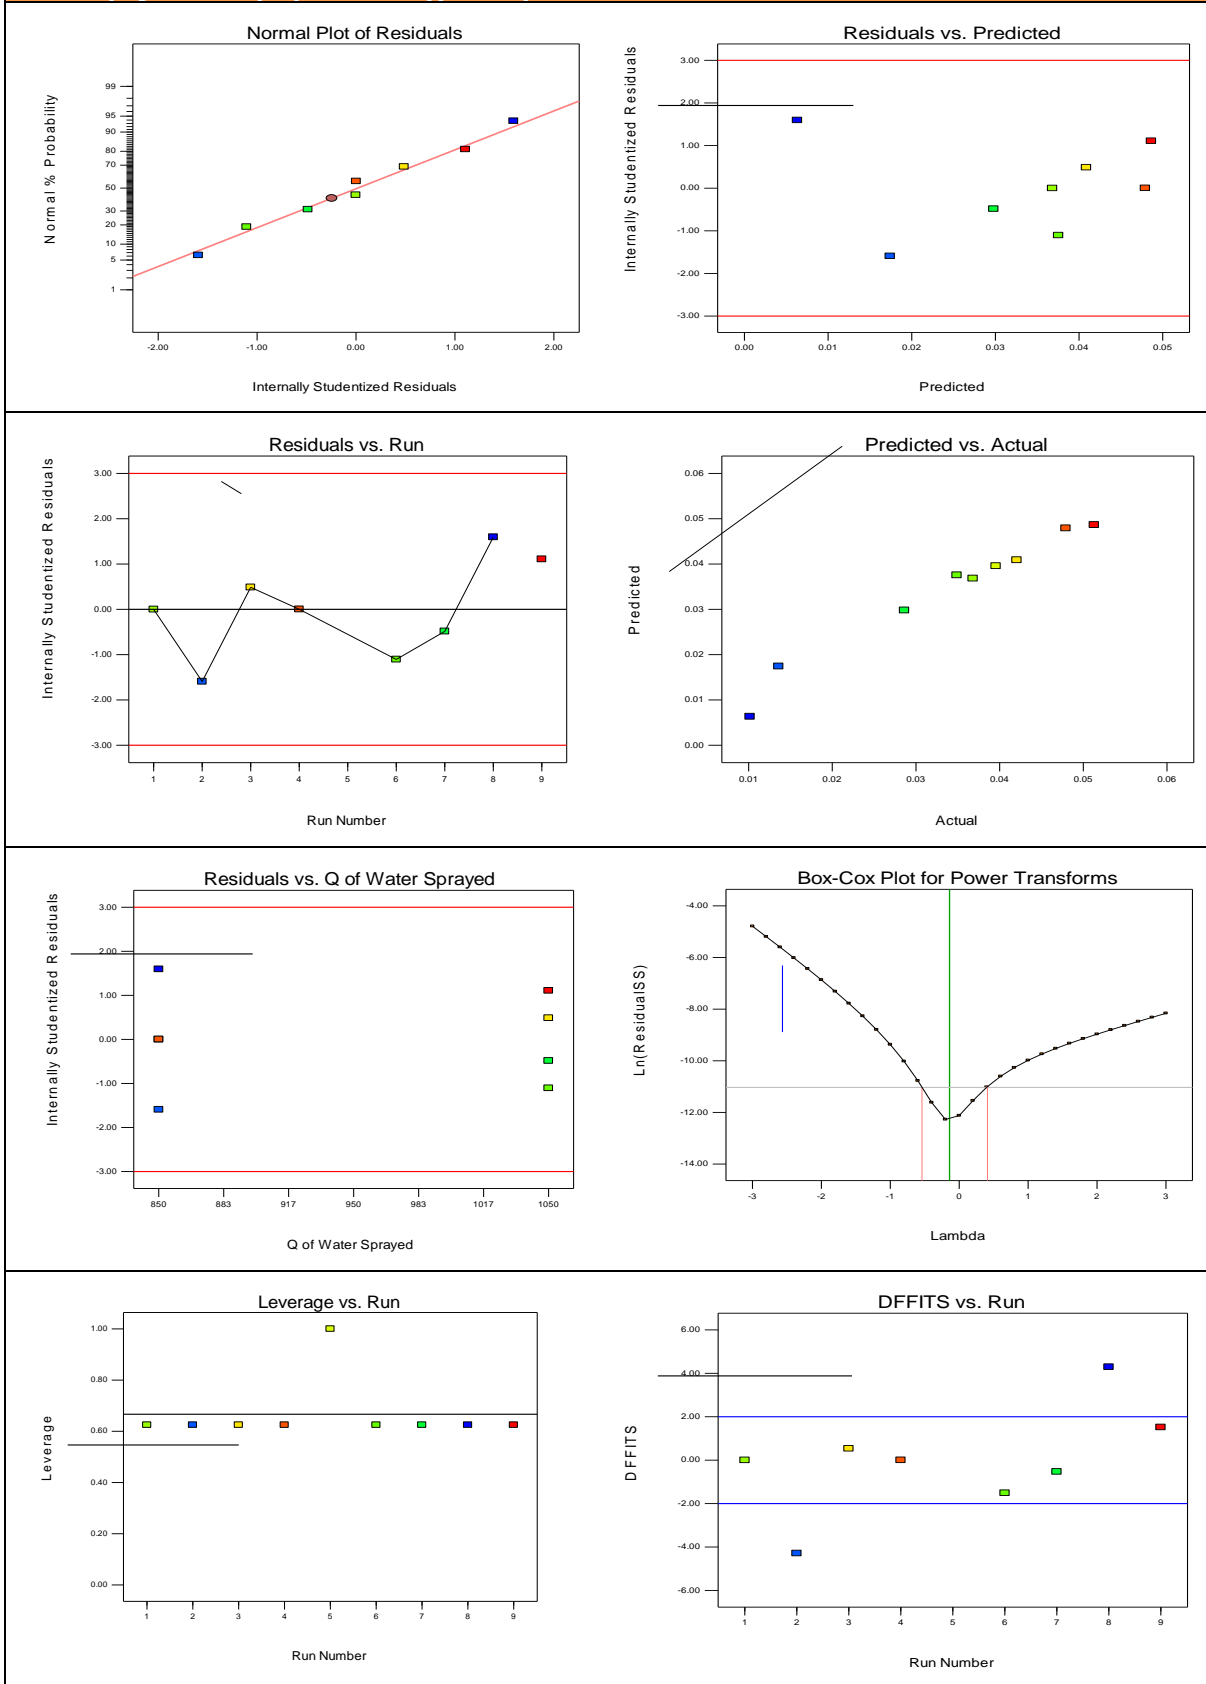 Normal Plot of Residuals
Normal % Probability
99
95
90
80
70
50
30
20
10
5
1
-2.00 -1.00 0.00 1.00 2.00
Internally Studentized Residuals
Residuals vs. Predicted
Internally Studentized Residuals
3.00
2.00
1.00
0.00
-1.00
-2.00
-3.00
0.00 0.01 0.02 0.03 0.04 0.05
Predicted
Residuals vs. Run
Internally Studentized Residuals
3.00
2.00
1.00
0.00
-1.00
-2.00
-3.00
1 2 3 4 5 6 7 8 9
Run Number
Predicted vs. Actual
Predicted
0.06
0.05
0.04
0.03
0.02
0.01
0.00
0.01 0.02 0.03 0.04 0.05 0.06
Actual
Residuals vs. Q of Water Sprayed
Internally Studentized Residuals
3.00
2.00
1.00
0.00
-1.00
-2.00
-3.00
850 883 917 950 983 1017 1050
Q of Water Sprayed
Box-Cox Plot for Power Transforms
Ln(ResidualSS)
-4.00
-6.00
-8.00
-10.00
-12.00
-14.00
-3 -2 -1 0 1 2 3
Lambda
Leverage vs. Run
Leverage
1.00
0.80
0.60
0.40
0.20
0.00
1 2 3 4 5 6 7 8 9
Run Number
DFFITS vs. Run
DFFITS
6.00
4.00
2.00
0.00
-2.00
-4.00
-6.00
1 2 3 4 5 6 7 8 9
Run Number